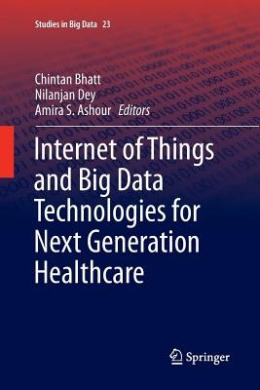 Studies in Big Data 23
Chintan Bhatt
Nilanjan Dey
Amira S. Ashour Editors
Internet of Things
and Big Data
Technologies for
Next Generation
Healthcare
Springer